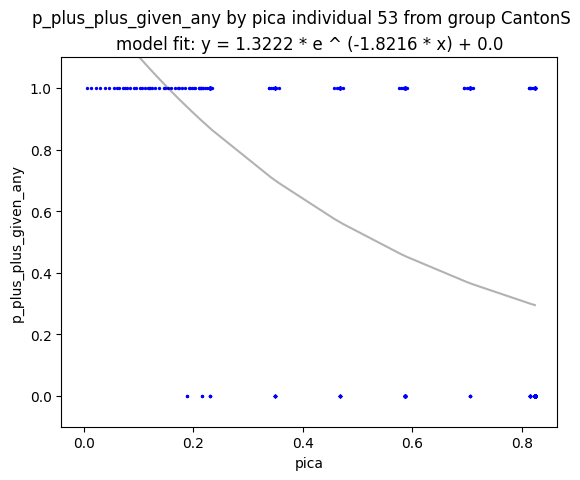 p_plus_plus_given_any by pica individual 53 from group CantonS
model fit: y = 1.3222 * e ^ (-1.8216 * x) + 0.0
p_plus_plus_given_any
1.0
0.8
0.6
0.4
0.2
0.0
0.0 0.2 0.4 0.6 0.8
pica